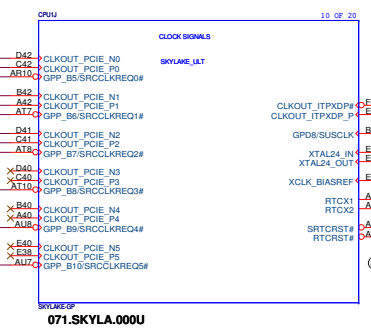 CPU1J 10 OF 20
CLOCK SIGNALS
SKYLAKE_ULT
D42 CLKOUT_PCIE_N0
C42 CLKOUT_PCIE_P0
AR10 GPP_B5/SRCCLKREQ0#
B42 CLKOUT_PCIE_N1
A42 CLKOUT_PCIE_P1
AT7 GPP_B6/SRCCLKREQ1#
D41 CLKOUT_PCIE_N2
C41 CLKOUT_PCIE_P2
AT8 GPP_B7/SRCCLKREQ2#
D40 CLKOUT_PCIE_N3
C40 CLKOUT_PCIE_P3
AT10 GPP_B8/SRCCLKREQ3#
B40 CLKOUT_PCIE_N4
A40 CLKOUT_PCIE_P4
AU8 GPP_B9/SRCCLKREQ4#
E40 CLKOUT_PCIE_N5
E38 CLKOUT_PCIE_P5
AU7 GPP_B10/SRCCLKREQ5#
CLKOUT_ITPXDP#
CLKOUT_ITPXDP_P
GPD8/SUSCLK
XTAL24_IN
XTAL24_OUT
XCLK_BIASREF
RTCX1
RTCX2
SRTCRST#
RTCRST#
SKYLAKE-GP
071.SKYLA.000U